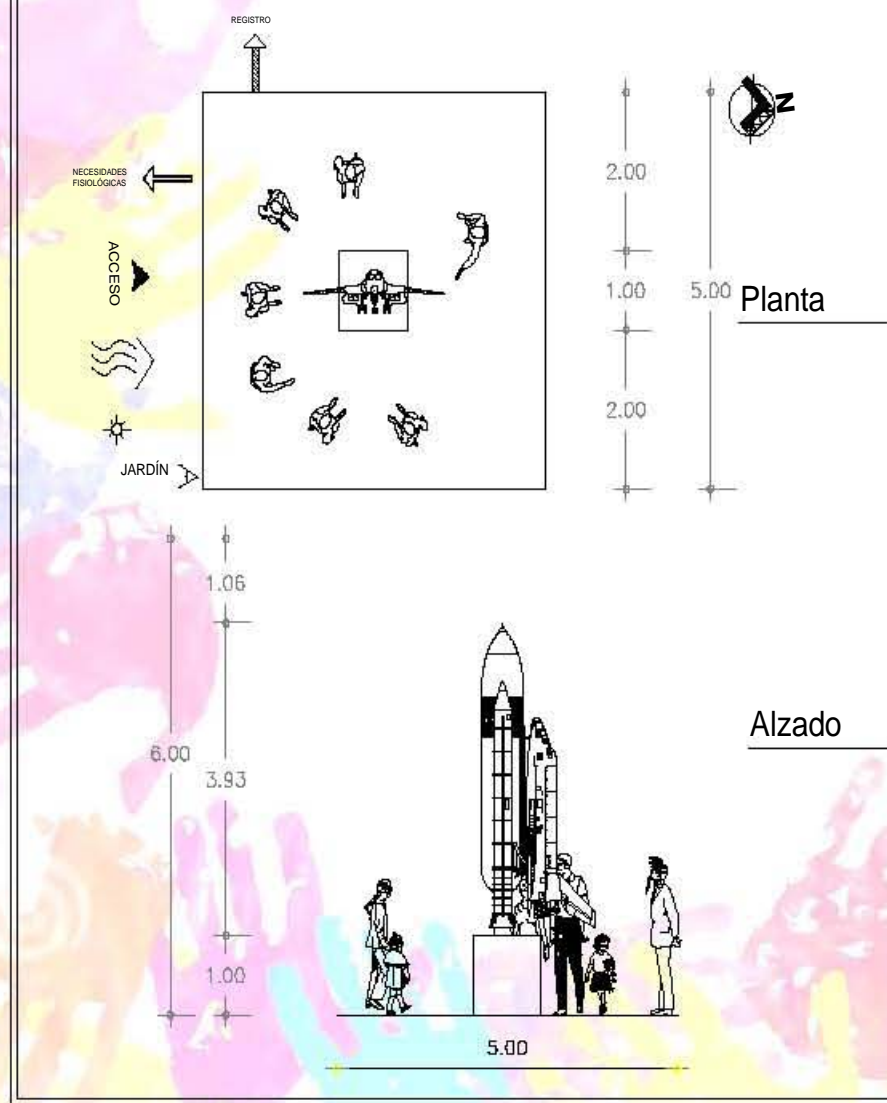 REGISTRO
N
2.00
NECESIDADES
FISIOLÓGICAS
ACCESO
1.00
5.00
Planta
2.00
JARDÍN
1.06
6.00
3.93
Alzado
1.00
5.00